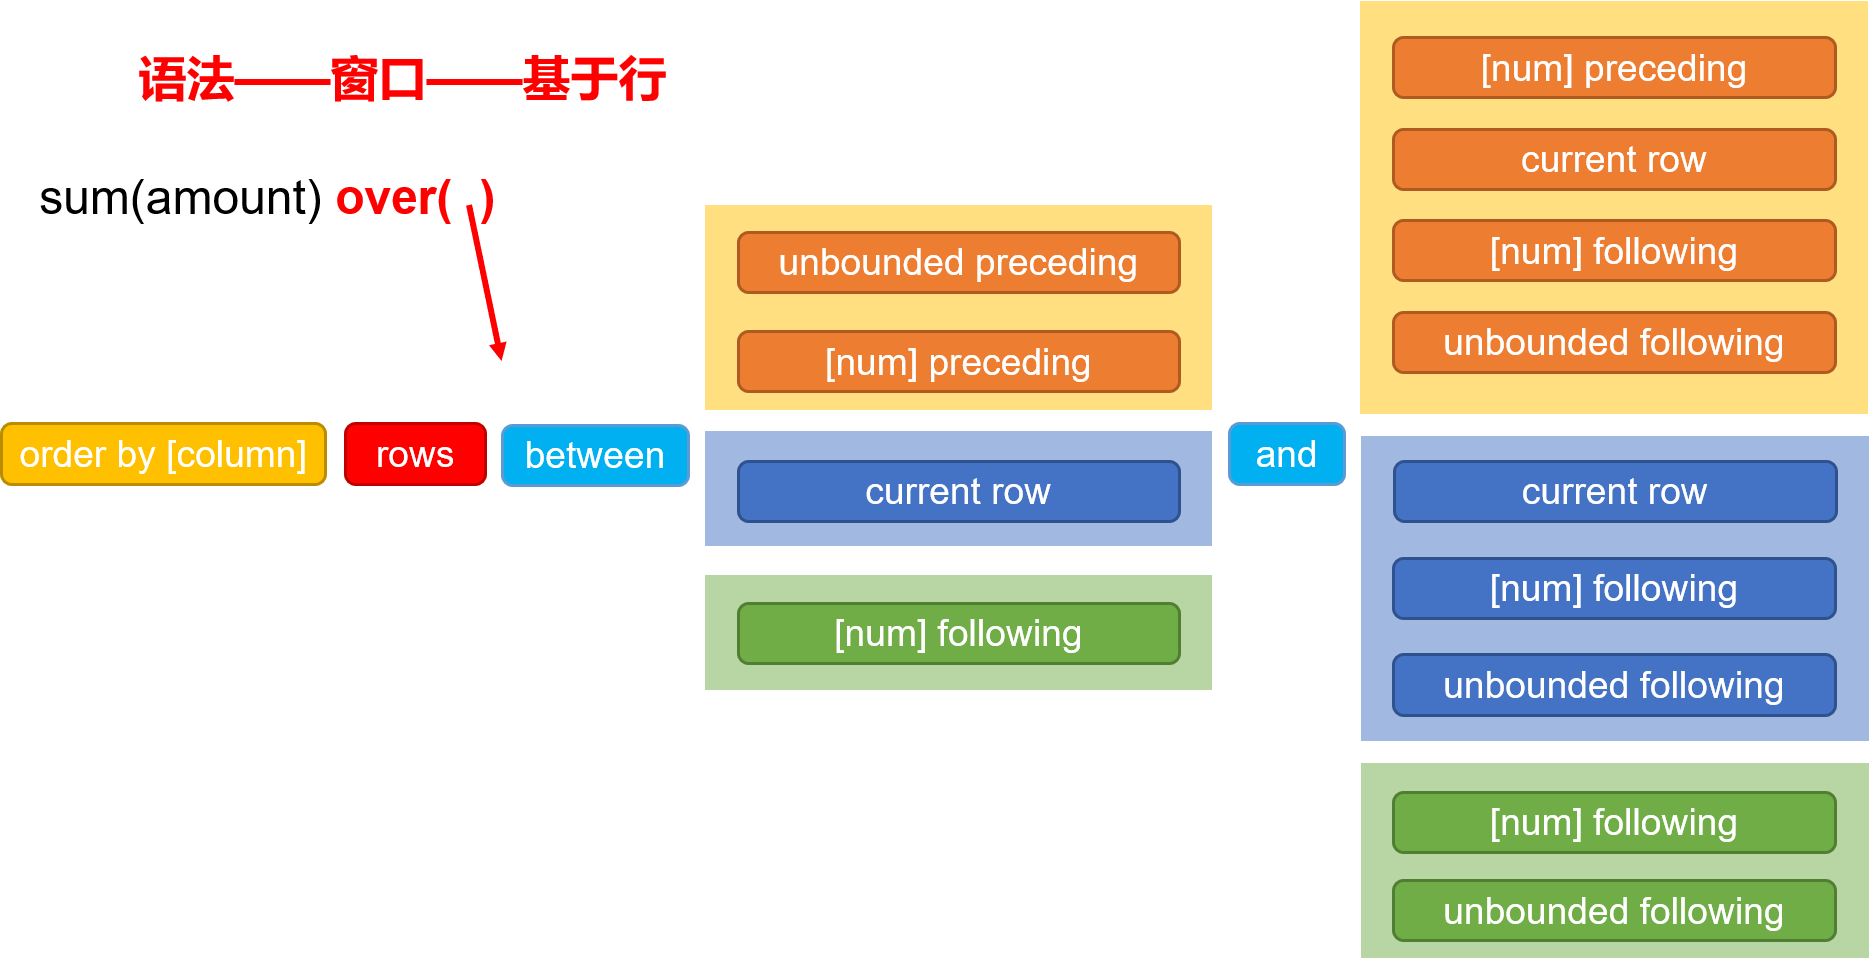 语法——窗口——基于行
sum(amount) over( )
order by [column]
rows
between
unbounded preceding
[num] preceding
current row
[num] following
and
[num] preceding
current row
[num] following
unbounded following
current row
[num] following
unbounded following
[num] following
unbounded following